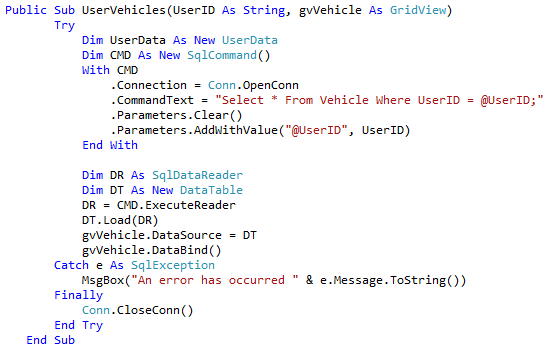 Public Sub UserVehicles(UserID As String, gvVehicle As GridView)
Try
Dim UserData As New UserData
Dim CMD As New SqlCommand()
With CMD
.Connection = Conn.OpenConn
.CommandText = "Select * From Vehicle Where UserID = @UserID;"
.Parameters.Clear()
.Parameters.AddWithValue("@UserID", UserID)
End With
Dim DR As SqlDataReader
Dim DT As New DataTable
DR = CMD.ExecuteReader
DT.Load(DR)
gvVehicle.DataSource = DT
gvVehicle.DataBind()
Catch e As SqlException
MsgBox("An error has occurred " & e.Message.ToString())
Finally
Conn.CloseConn()
End Try
End Sub